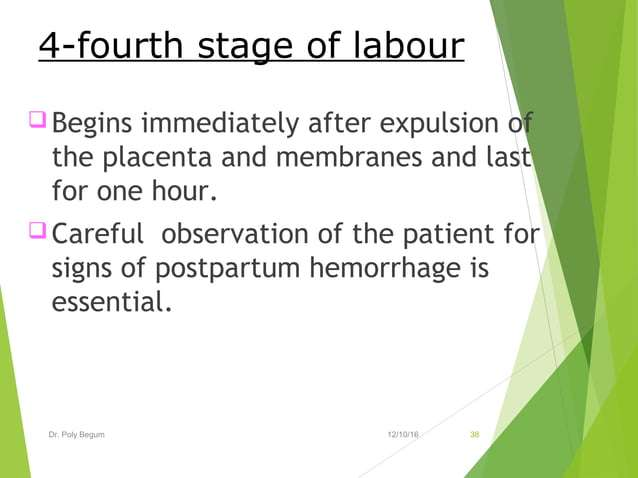 4-fourth stage of labour
Begins immediately after expulsion of
the placenta and membranes and last
for one hour.
Careful  observation of the patient for
signs of postpartum hemorrhage is
essential.
Dr. Poly Begum 12/10/16 38